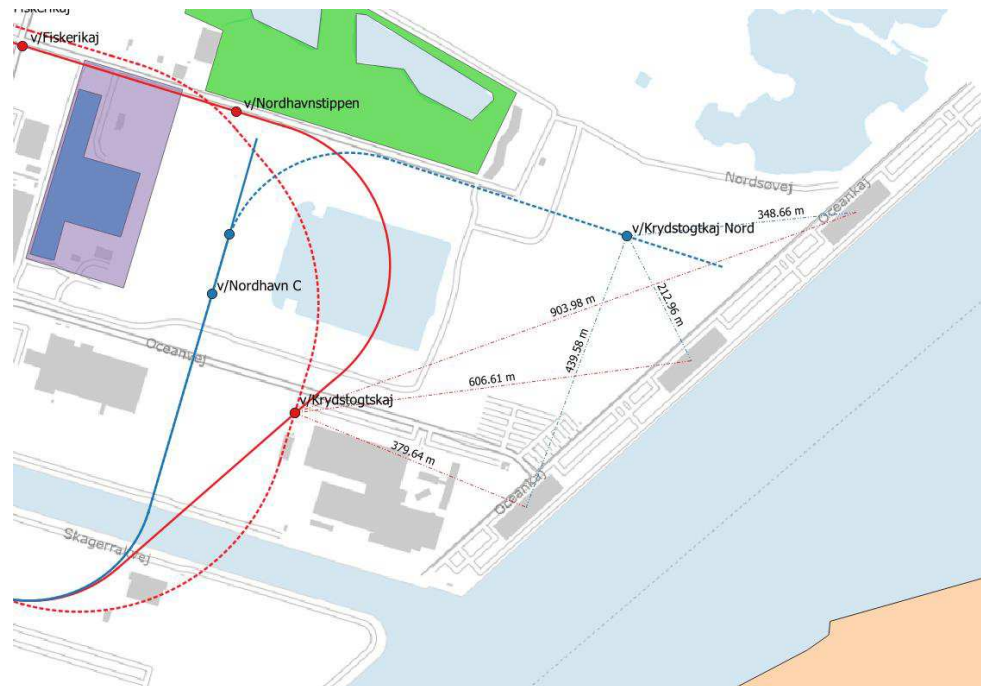 v/Fiskerikaj
v/Nordhavnstippen
Nordsøvej
Oceankaj
348.66 m
v/Krydstogtkaj Nord
v/Nordhavn C
903.98 m
212.96 m
439.58 m
Oceanvej
606.61 m
v/Krydstogtskaj
379.64 m
Oceankaj
Skagerrakvej